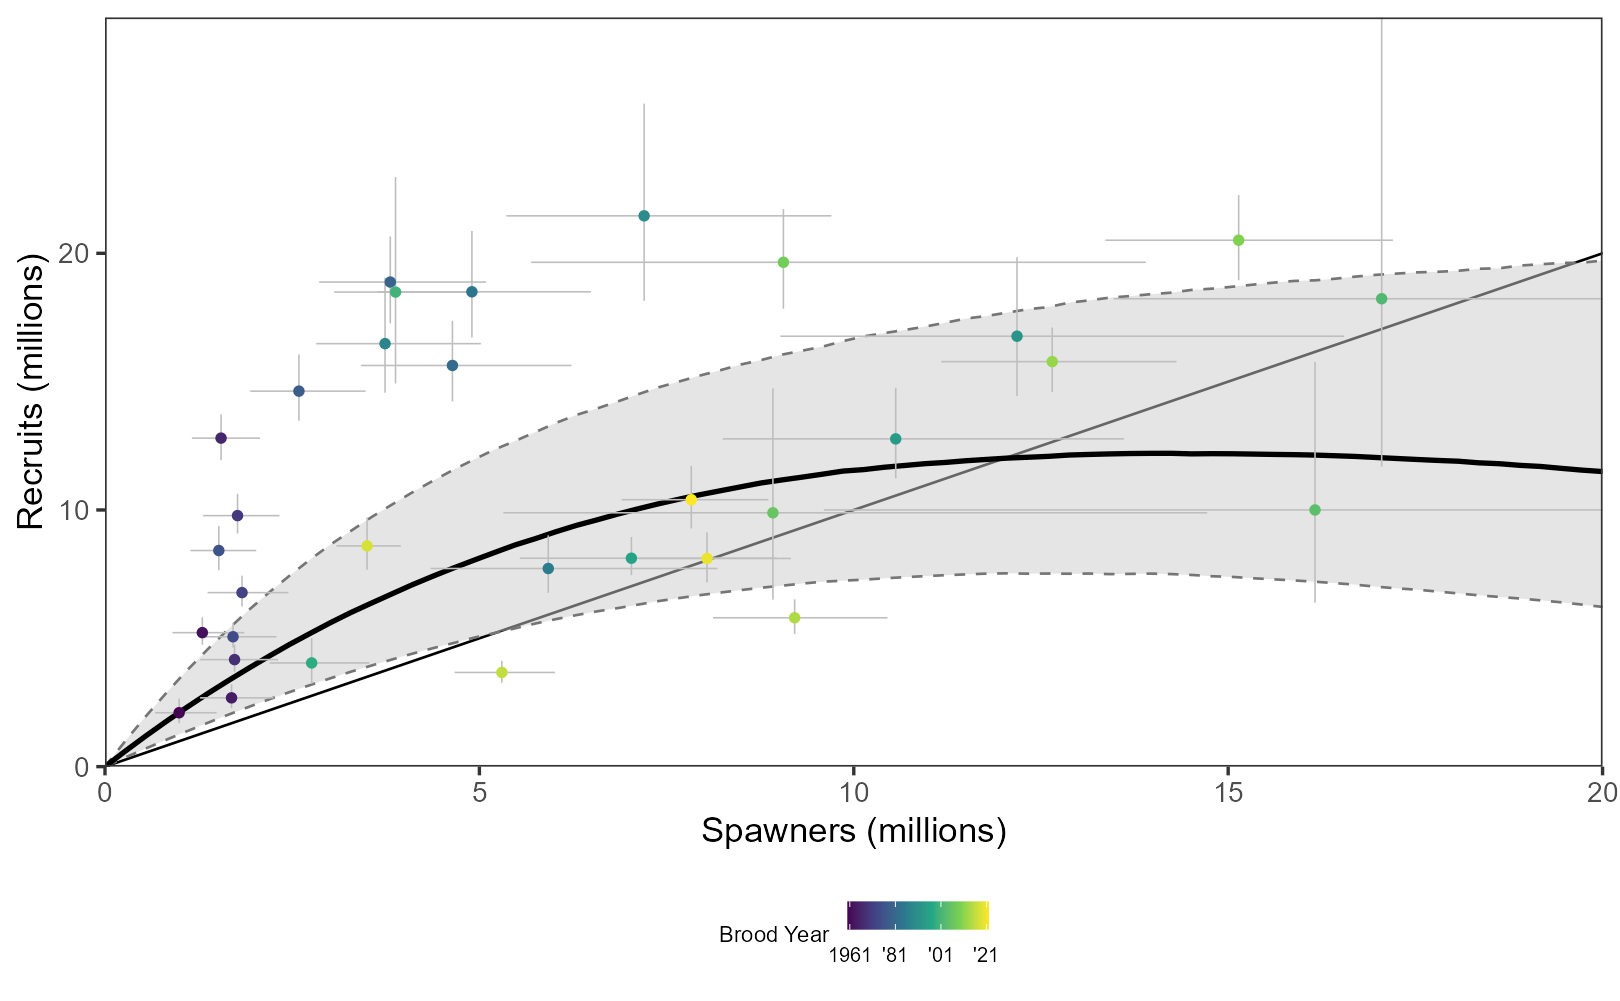 Recruits (millions)
20
10
0
0 5 10 15 20
Spawners (millions)
Brood Year
1961 '81 '01 '21